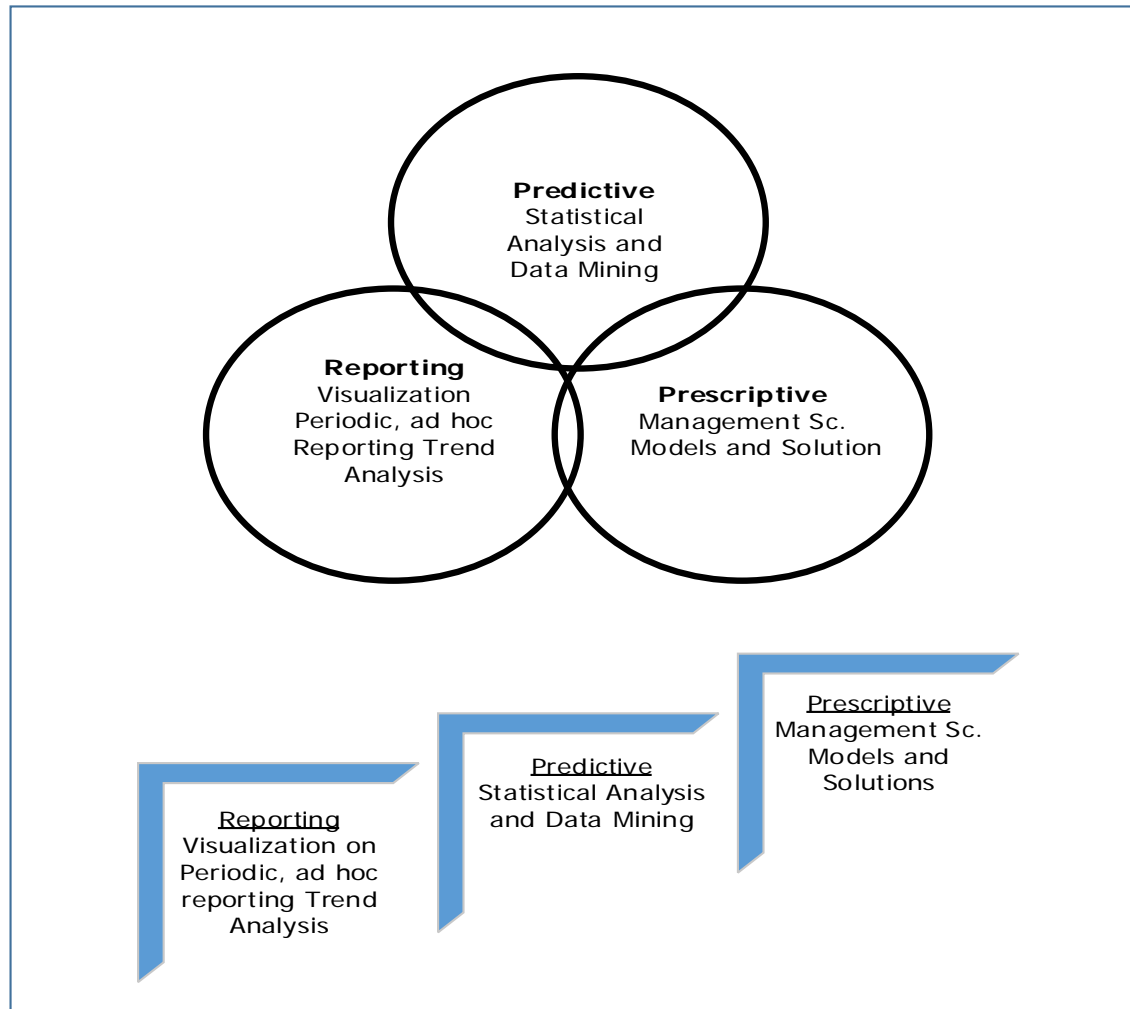 Predictive
Statistical
Analysis and
Data Mining
Reporting
Visualization
Periodic, ad hoc
Reporting Trend
Analysis
Prescriptive
Management Sc.
Models and Solution
Reporting
Visualization on
Periodic, ad hoc
reporting Trend
Analysis
Predictive
Statistical Analysis
and Data Mining
Prescriptive
Management Sc.
Models and
Solutions